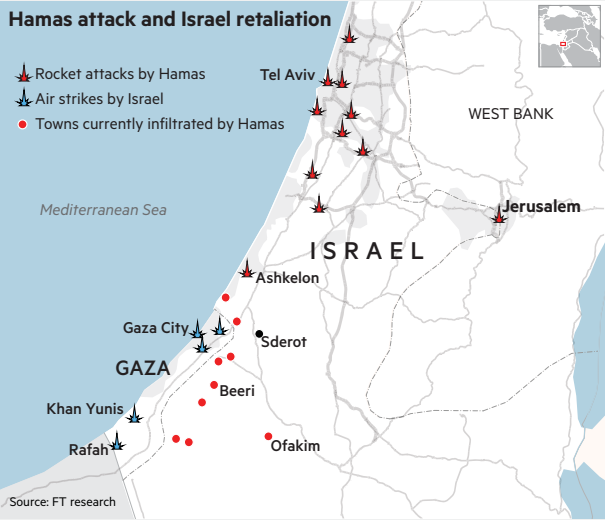 Hamas attack and Israel retaliation
Rocket attacks by Hamas
Air strikes by Israel
Towns currently infiltrated by Hamas
Tel Aviv
WEST BANK
Mediterranean Sea
Jerusalem
ISRAEL
Ashkelon
Gaza City
Sderot
GAZA
Beeri
Khan Yunis
Rafah
Ofakim
Source: FT research